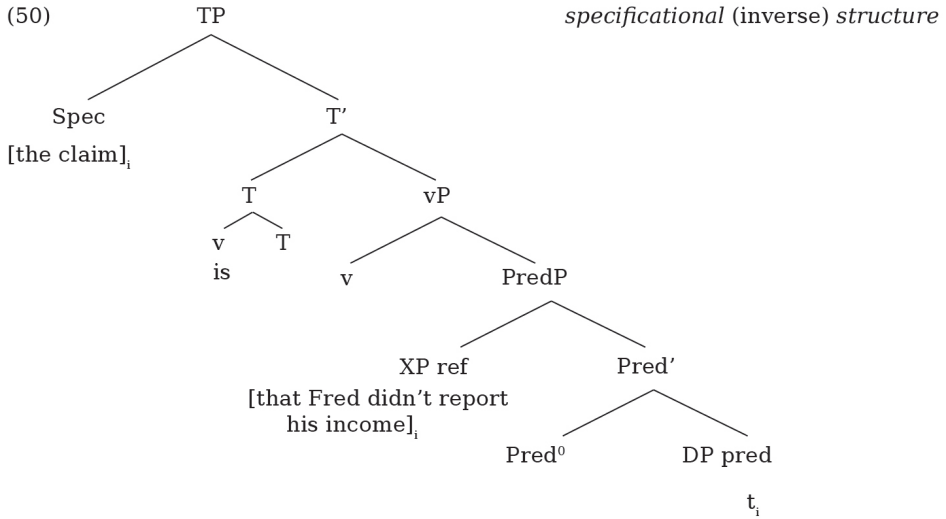 (50) TP specificational (inverse) structure
Spec T’
[the claim]i
T vP
v T
is v PredP
XP ref Pred’
[that Fred didn’t report
his income]i
Pred⁰ DP pred
ti